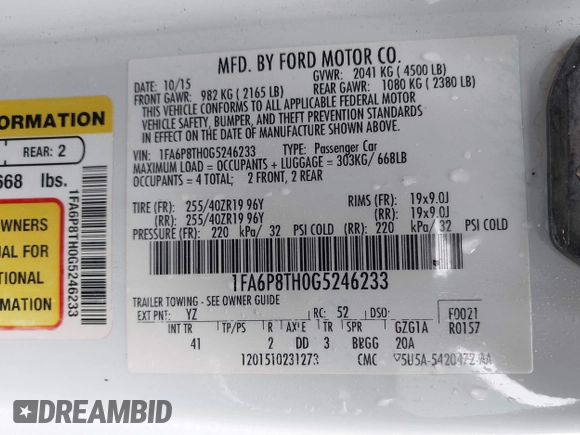 MFD. BY FORD MOTOR CO.
DATE: 10/15 GVWR: 2041 KG ( 4500 LB)
FRONT GAWR: 982 KG ( 2165 LB) REAR GAWR: 1080 KG ( 2380 LB)
THIS VEHICLE CONFORMS TO ALL APPLICABLE FEDERAL MOTOR
VEHICLE SAFETY, BUMPER, AND THEFT PREVENTION STANDARDS
IN EFFECT ON THE DATE OF MANUFACTURE SHOWN ABOVE.
VIN: 1FA6P8TH0G5246233 TYPE: Passenger Car
MAXIMUM LOAD = OCCUPANTS + LUGGAGE = 303KG/ 668LB
OCCUPANTS = 4 TOTAL; 2 FRONT, 2 REAR
TIRE (FR): 255/40ZR19 96Y RIMS (FR): 19x9.0J
(RR): 255/40ZR19 96Y (RR): 19x9.0J
PRESSURE (FR): 220 kPa/ 32 PSI COLD (RR): 220 kPa/ 32 PSI COLD
1FA6P8TH0G5246233
TRAILER TOWING - SEE OWNER GUIDE
EXT PNT: YZ RC: 52 DSO: F0021
R0157
INT TR TP/PS R AXLE TR SPR GZG1A
41 2 DD 3 BBGG 20A
12015102312 CMC 5U5A-5420472-AA
ORMATION
REAR: 2
668 lbs.
OWNERS
UAL FOR
TIONAL
ORMATION
1FA6P8TH0G5246233
DREAMBID